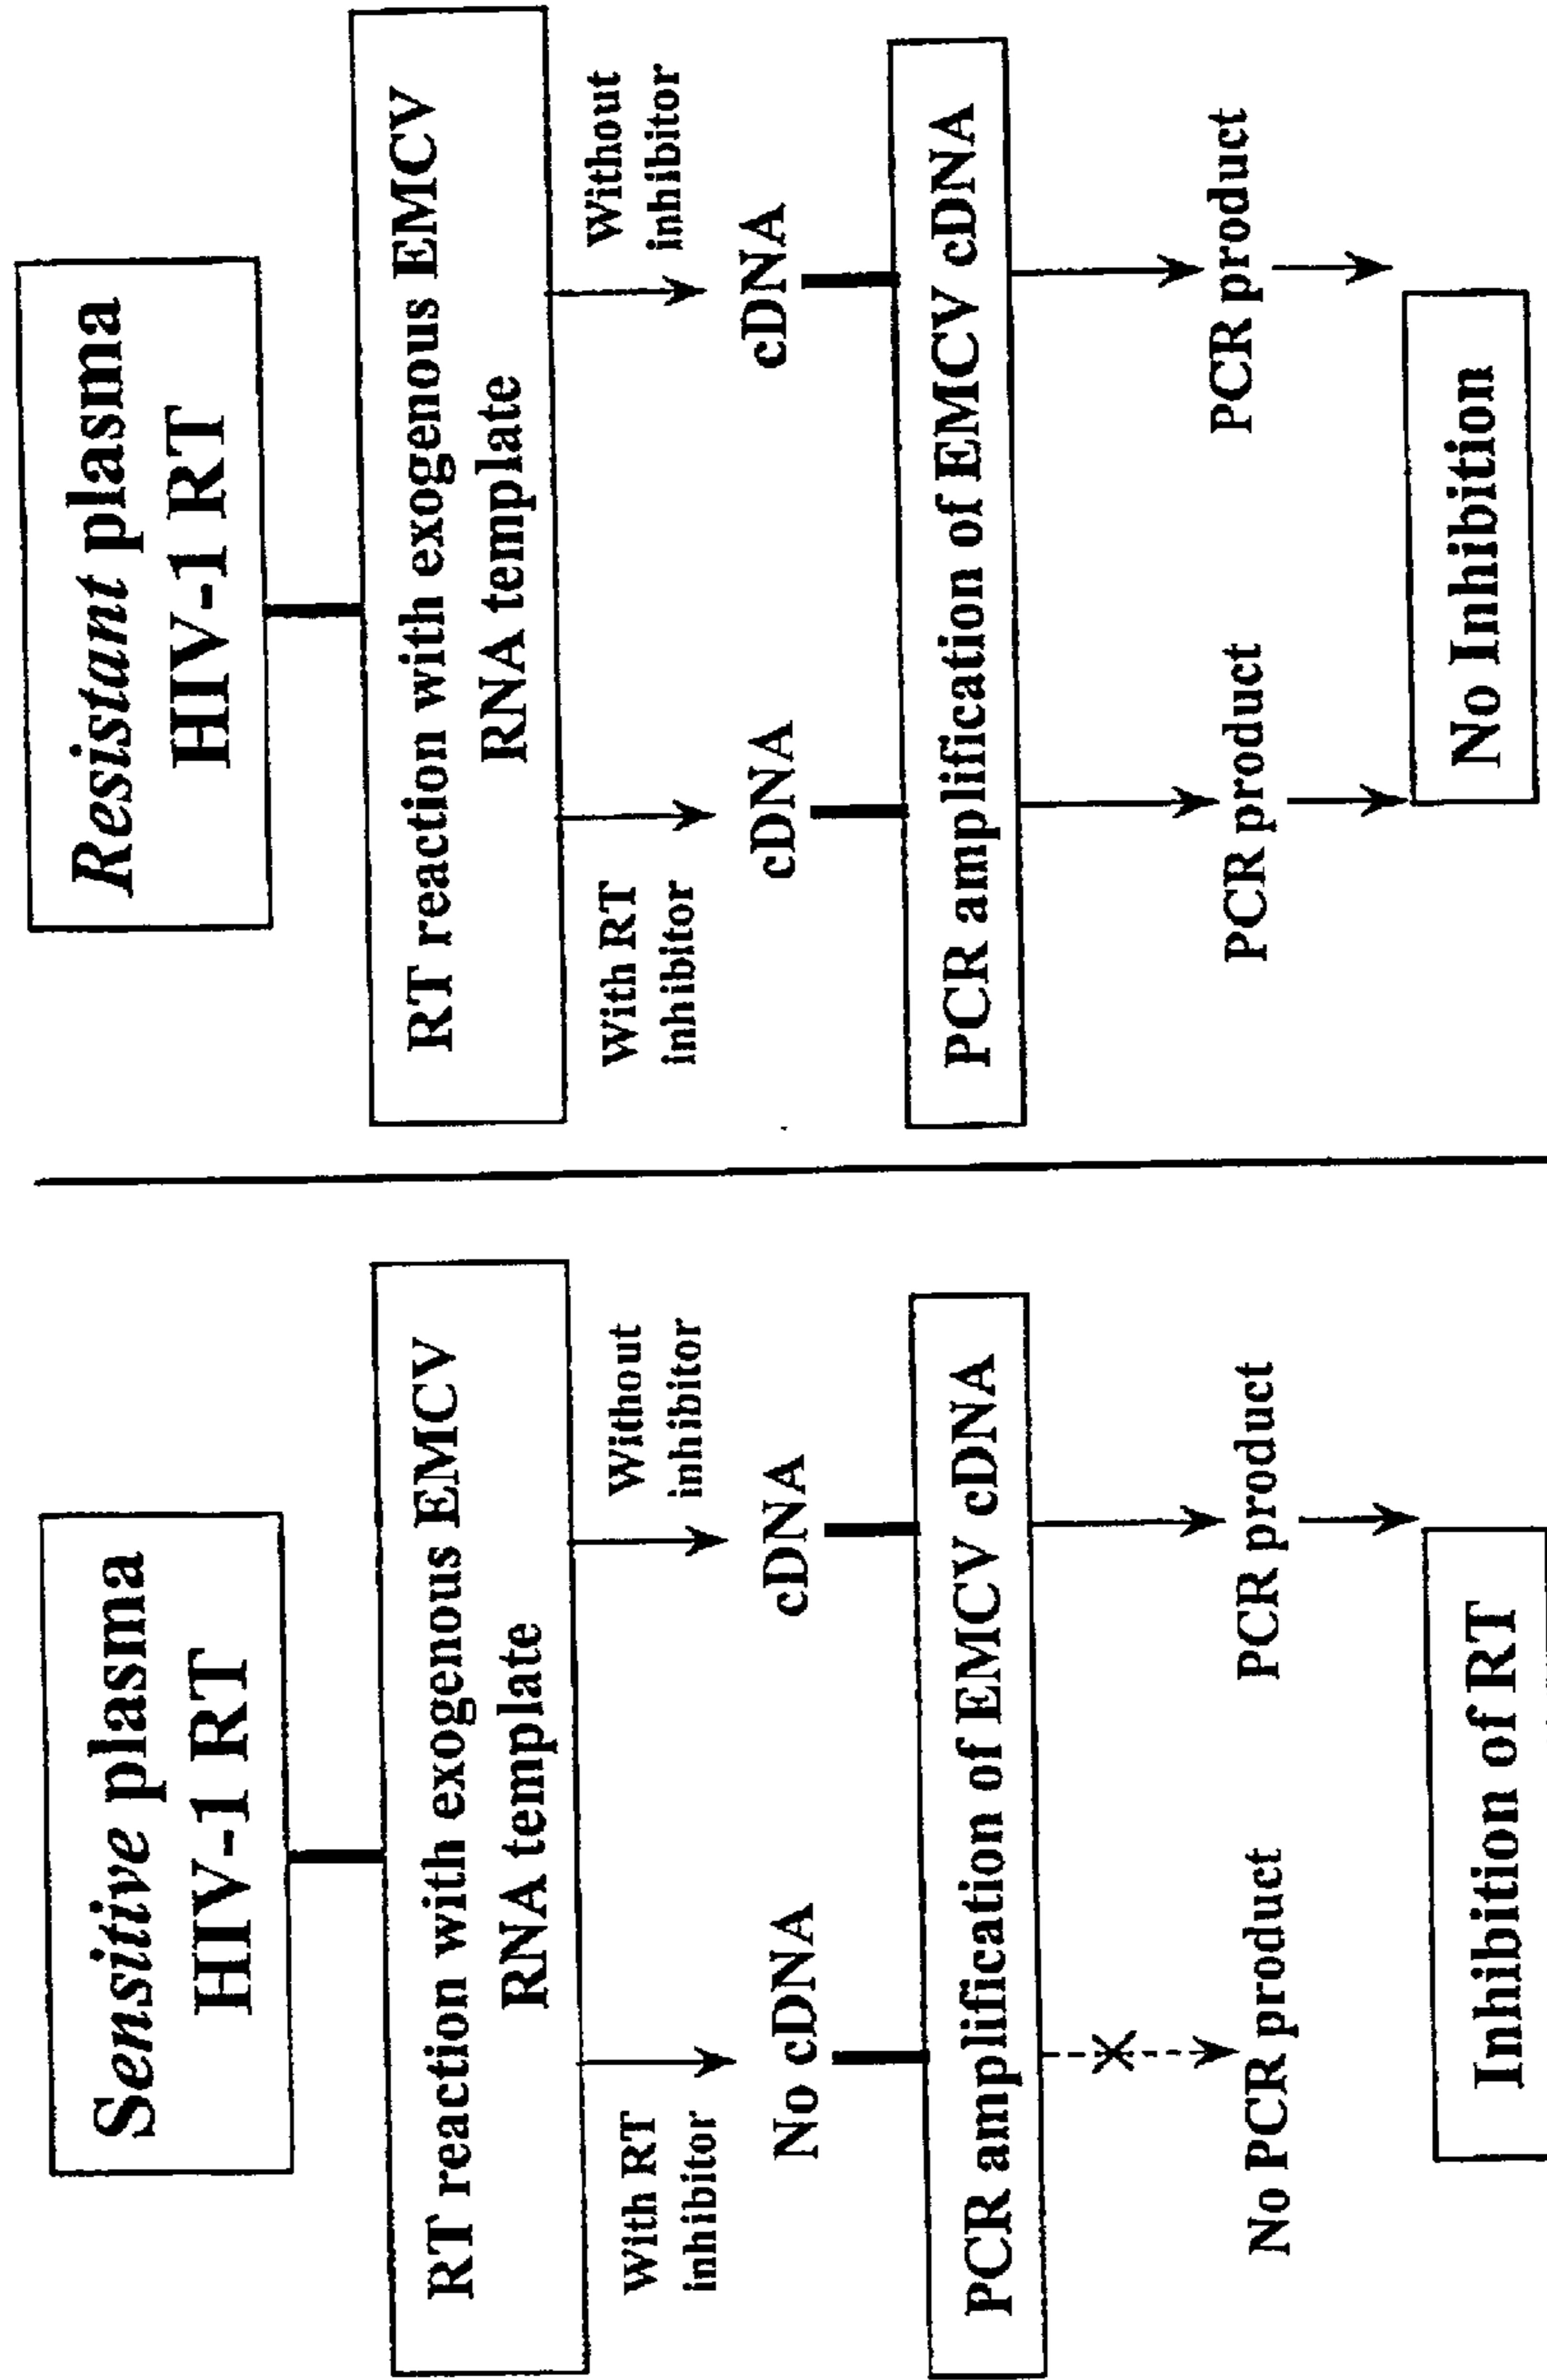 Sensitive plasma
HIV-1 RT
RT reaction with exogenous EMCV
RNA template
With RT
inhibitor
Without
inhibitor
No cDNA
cDNA
PCR amplification of EMCV cDNA
No PCR product
PCR product
Inhibition of RT
Resistant plasma
HIV-1 RT
RT reaction with exogenous EMCV
RNA template
With RT
inhibitor
Without
inhibitor
cDNA
cDNA
PCR amplification of EMCV cDNA
PCR product
PCR product
No Inhibition